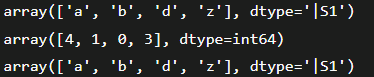 array(['a', 'b', 'd', 'z'], dtype='|S1')
array([4, 1, 0, 3], dtype=int64)
array(['a', 'b', 'd', 'z'], dtype='|S1')